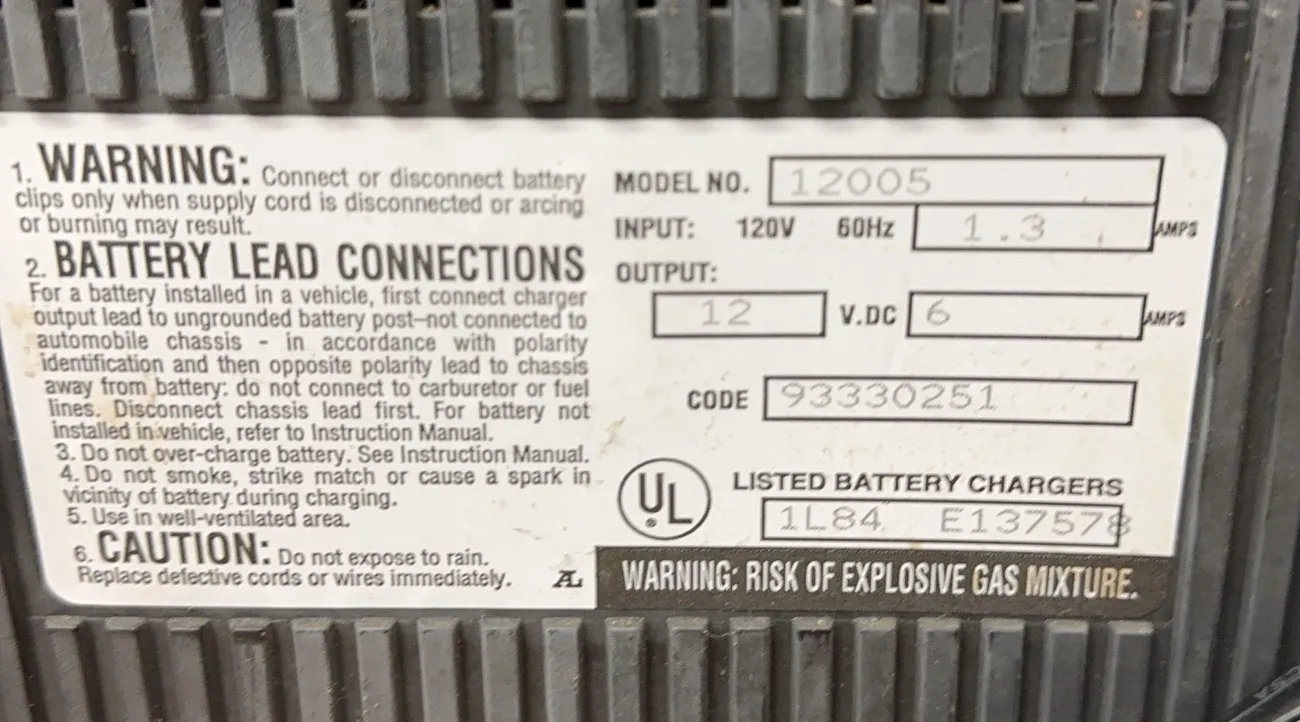 1. WARNING: Connect or disconnect battery
clips only when supply cord is disconnected or arcing
or burning may result.
2. BATTERY LEAD CONNECTIONS
For a battery installed in a vehicle, first connect charger
output lead to ungrounded battery post–not connected to
automobile chassis - in accordance with polarity
identification and then opposite polarity lead to chassis
away from battery: do not connect to carburetor or fuel
lines. Disconnect chassis lead first. For battery not
installed in vehicle, refer to Instruction Manual.
3. Do not over-charge battery. See Instruction Manual.
4. Do not smoke, strike match or cause a spark in
vicinity of battery during charging.
5. Use in well-ventilated area.
6. CAUTION: Do not expose to rain.
Replace defective cords or wires immediately.
MODEL NO. 12005
INPUT: 120V 60Hz 1.3 AMPS
OUTPUT:
12 V.DC 6 AMPS
CODE 93330251
UL ® LISTED BATTERY CHARGERS
1L84 E137578
WARNING: RISK OF EXPLOSIVE GAS MIXTURE.